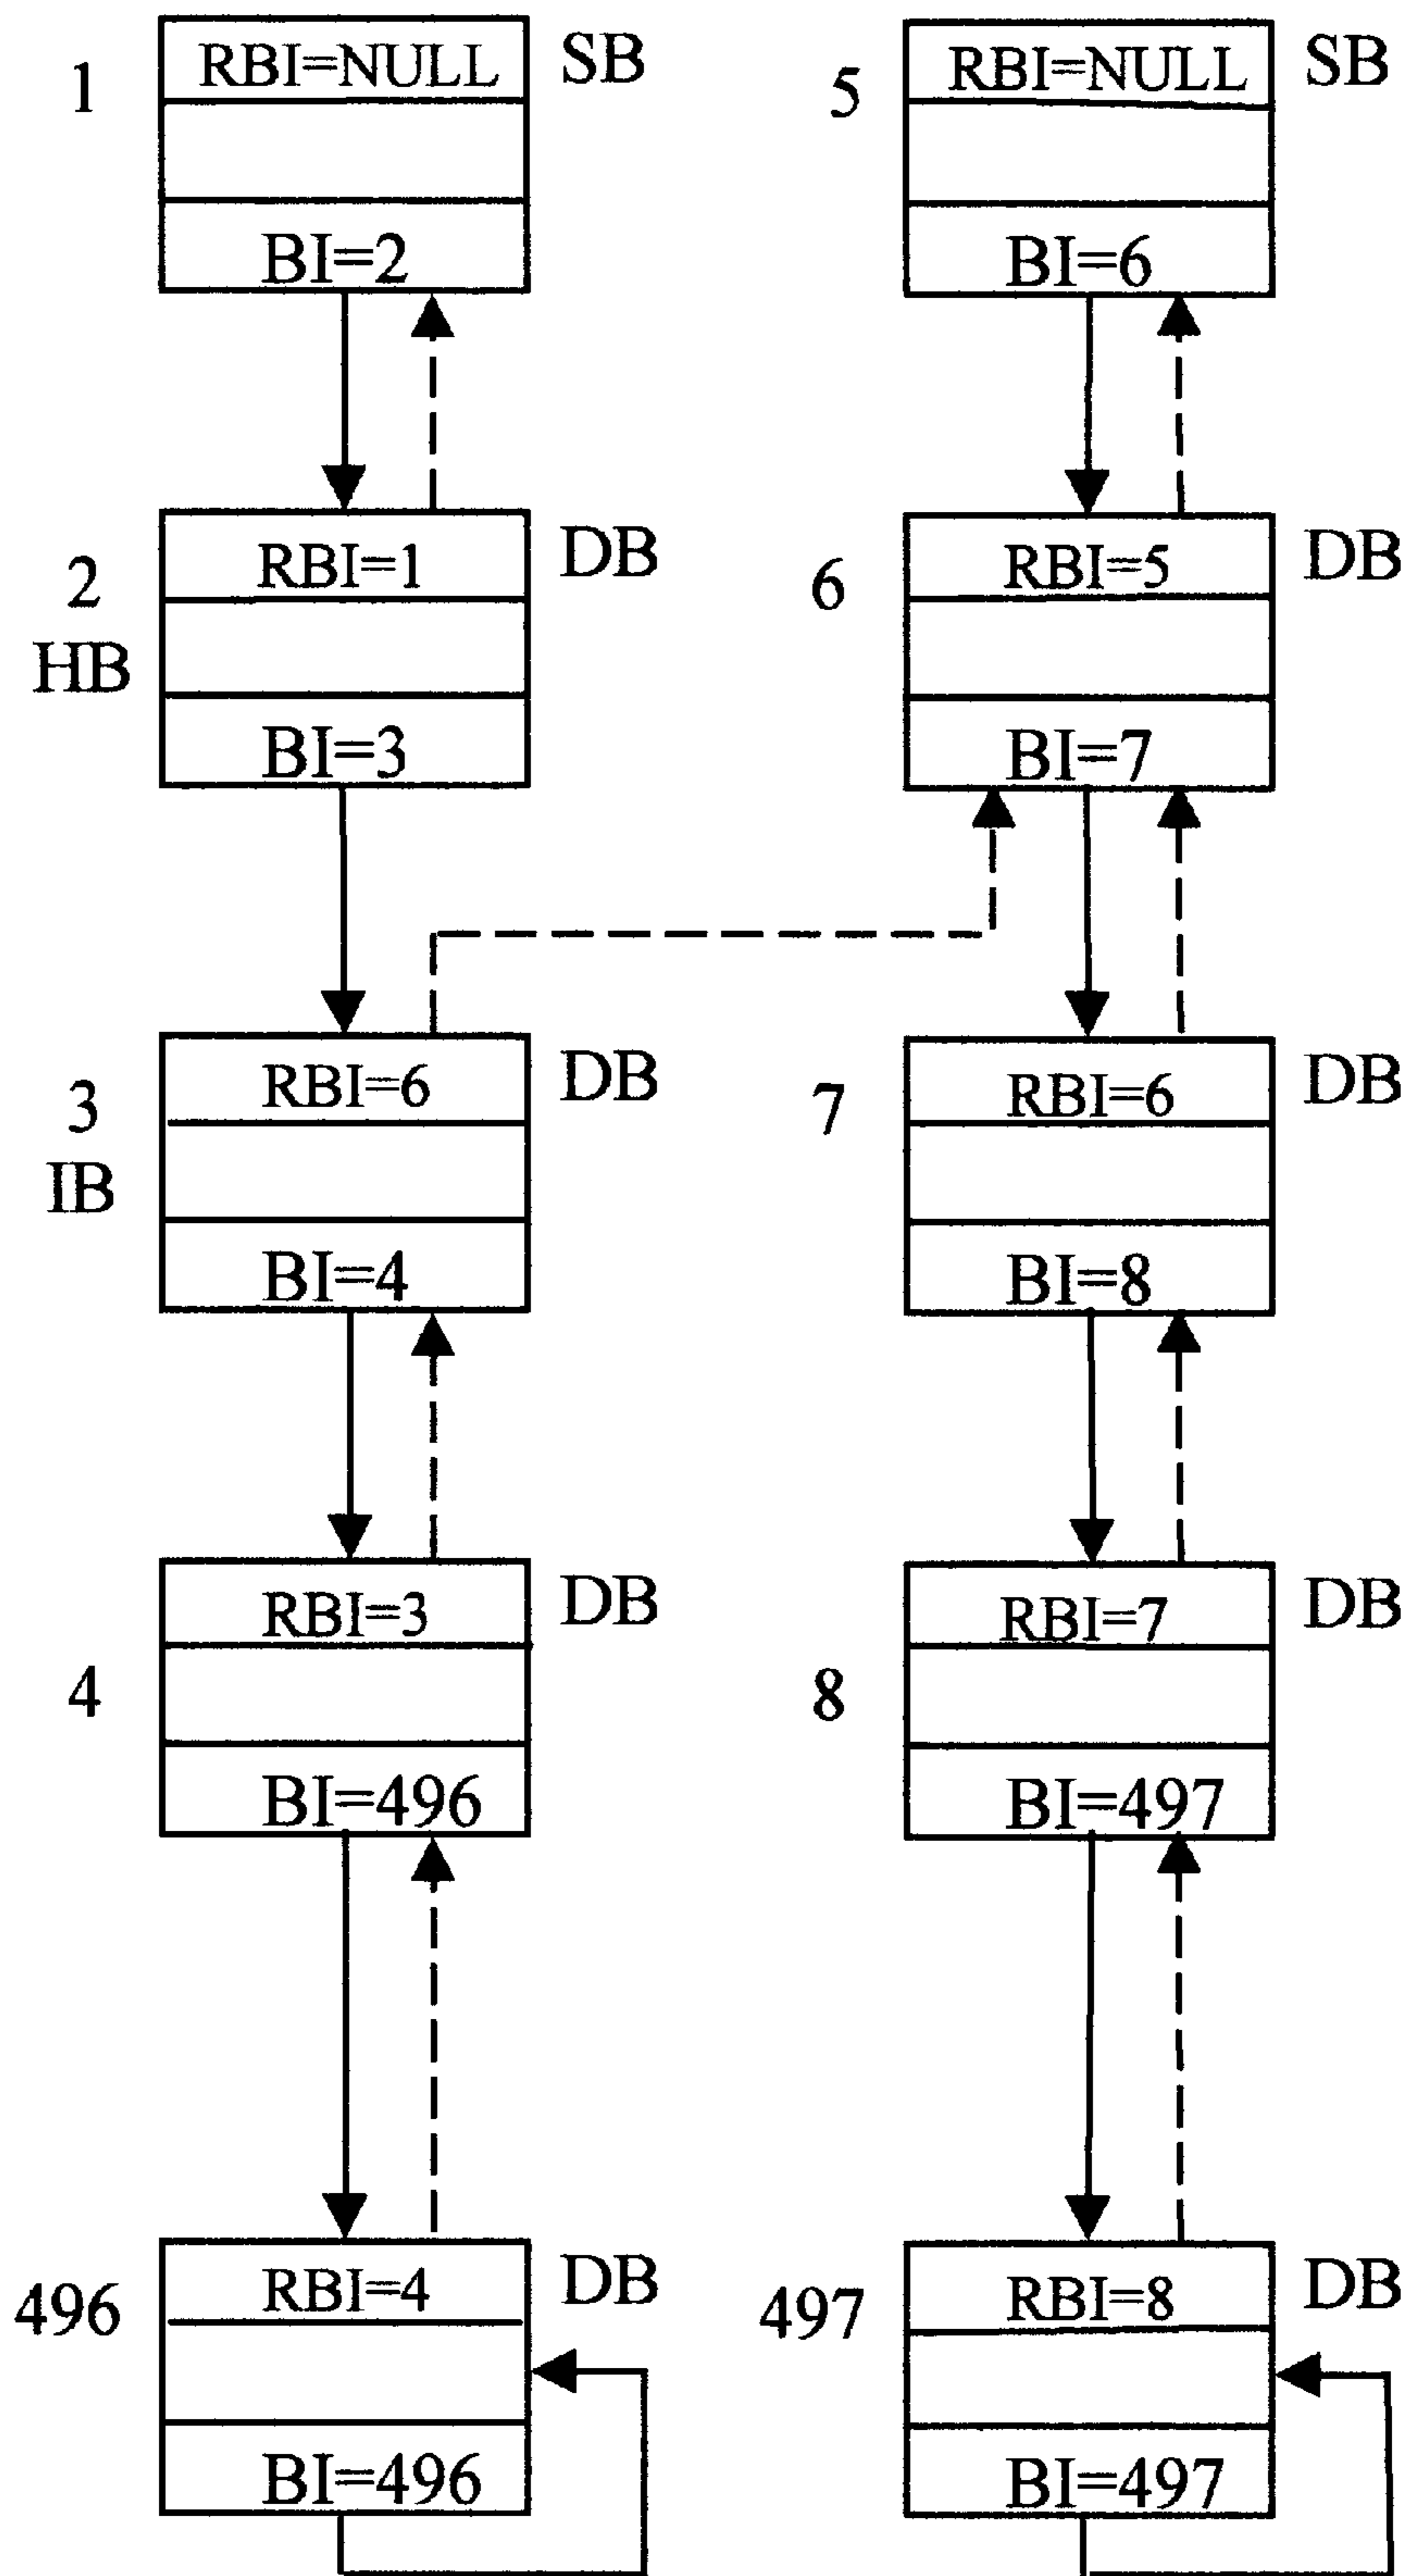 RBI=NULL SB
1
BI=2
RBI=NULL SB
5
BI=6
RBI=1 DB
2
HB
BI=3
RBI=5 DB
6
BI=7
RBI=6 DB
3
IB
BI=4
RBI=6 DB
7
BI=8
RBI=3 DB
4
BI=496
RBI=7 DB
8
BI=497
RBI=4 DB
496
BI=496
RBI=8 DB
497
BI=497